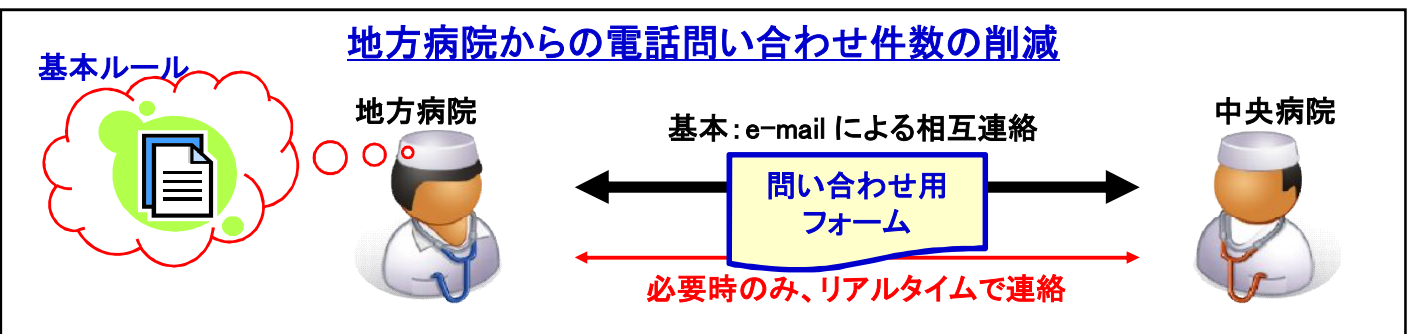 地方病院からの電話問い合わせ件数の削減
基本ルール
地方病院
中央病院
基本：e-mail による相互連絡
問い合わせ用
フォーム
必要時のみ、リアルタイムで連絡